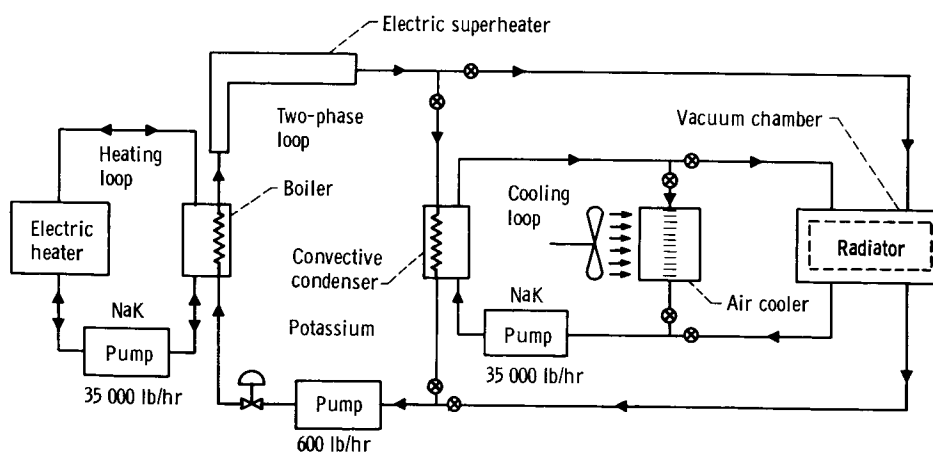 Electric superheater
Two-phase
loop
Vacuum chamber
Heating
loop
Boiler
Cooling
loop
Electric
heater
Convective
condenser
Radiator
Air cooler
NaK
Pump
35 000 lb/hr
Potassium
NaK
Pump
35 000 lb/hr
Pump
600 lb/hr